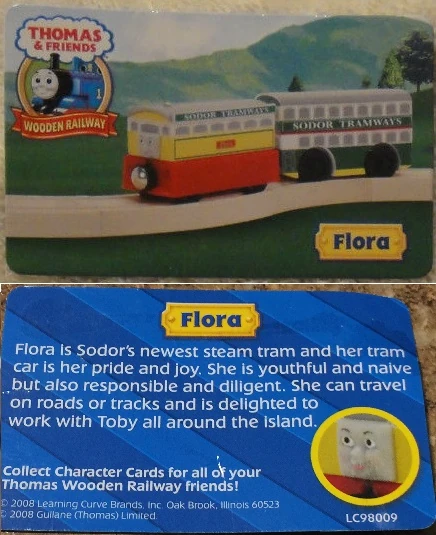 THOMAS
& FRIENDS
1
WOODEN RAILWAY
SODOR TRAMWAYS
SODOR TRAMWAYS
Flora
Flora
Flora
Flora is Sodor's newest steam tram and her tram
car is her pride and joy. She is youthful and naive
but also responsible and diligent. She can travel
on roads or tracks and is delighted to
work with Toby all around the island.
Collect Character Cards for all of your
Thomas Wooden Railway friends!
© 2008 Learning Curve Brands, Inc. Oak Brook, Illinois 60523
© 2008 Gullane (Thomas) Limited.
LC98009